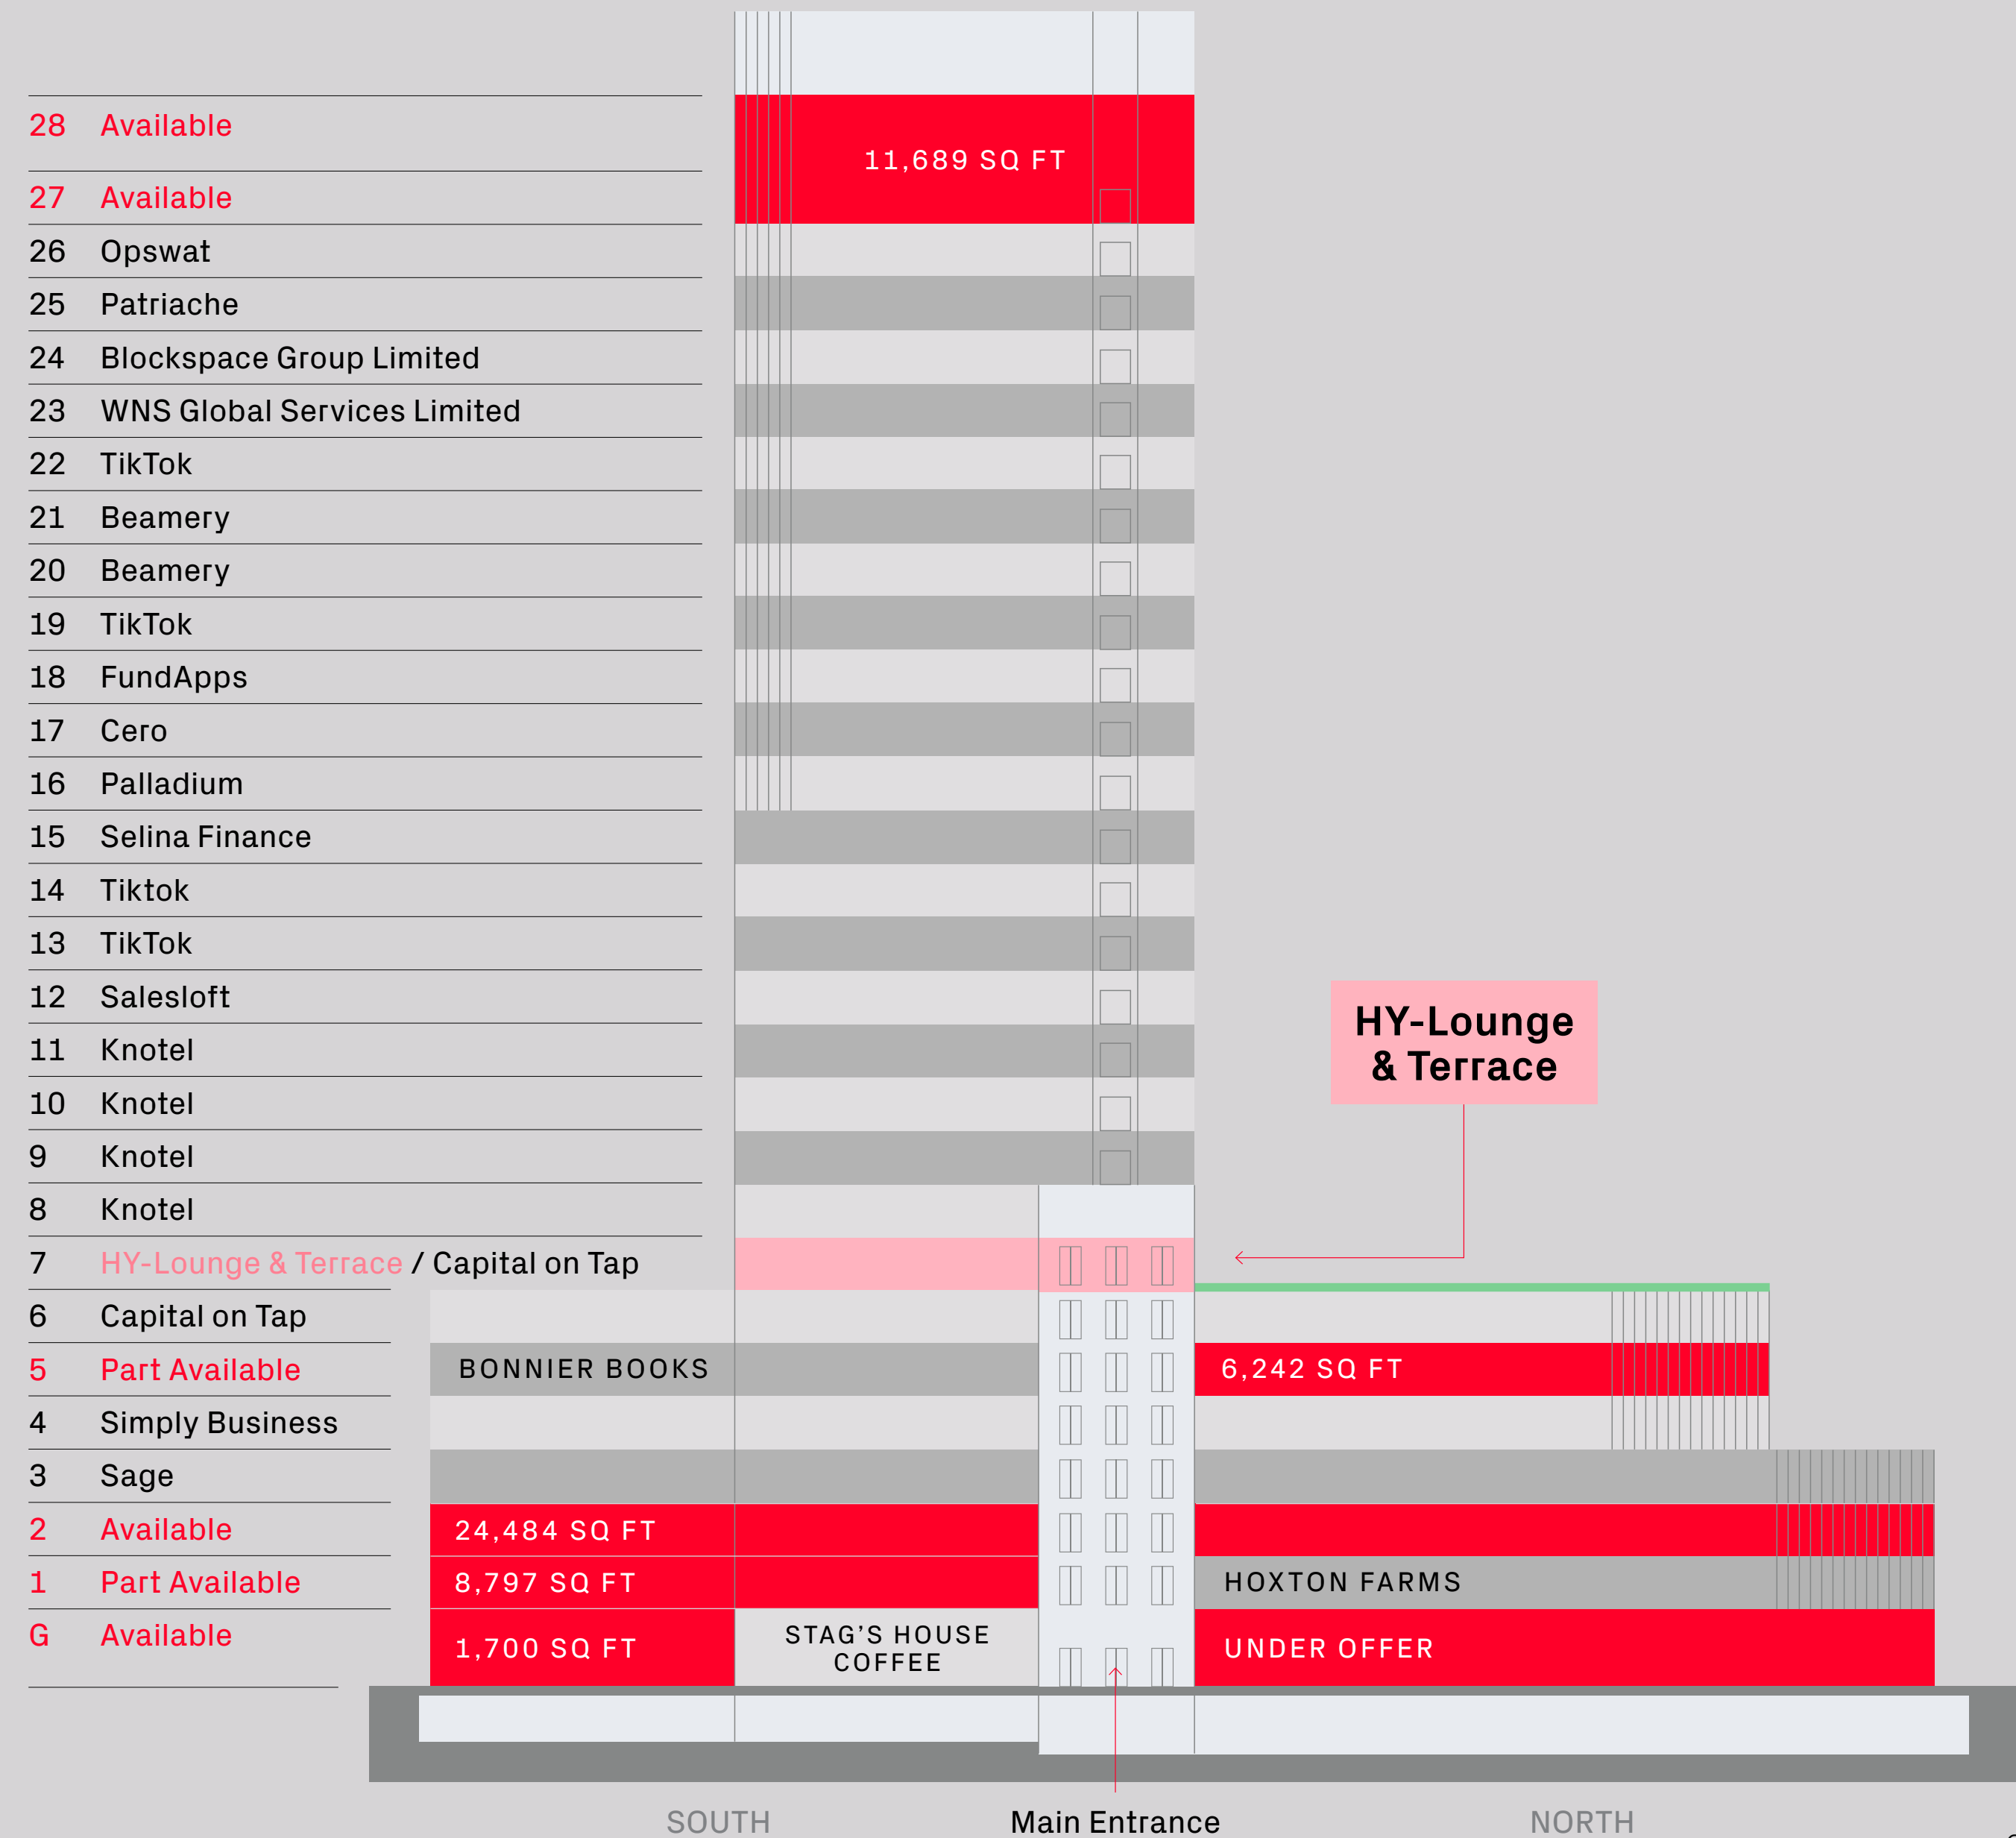 28 Available
11,689 SQ FT
27 Available
26 Opswat
25 Patriache
24 Blockspace Group Limited
23 WNS Global Services Limited
22 TikTok
21 Beamery
20 Beamery
19 TikTok
18 FundApps
17 Cero
16 Palladium
15 Selina Finance
14 Tiktok
13 TikTok
12 Salesloft
11 Knotel
10 Knotel
9 Knotel
8 Knotel
HY-Lounge
& Terrace
7 HY-Lounge & Terrace / Capital on Tap
6 Capital on Tap
5 Part Available BONNIER BOOKS 6,242 SQ FT
4 Simply Business
3 Sage
2 Available 24,484 SQ FT
1 Part Available 8,797 SQ FT HOXTON FARMS
G Available 1,700 SQ FT
STAG'S HOUSE
COFFEE
UNDER OFFER
SOUTH Main Entrance NORTH